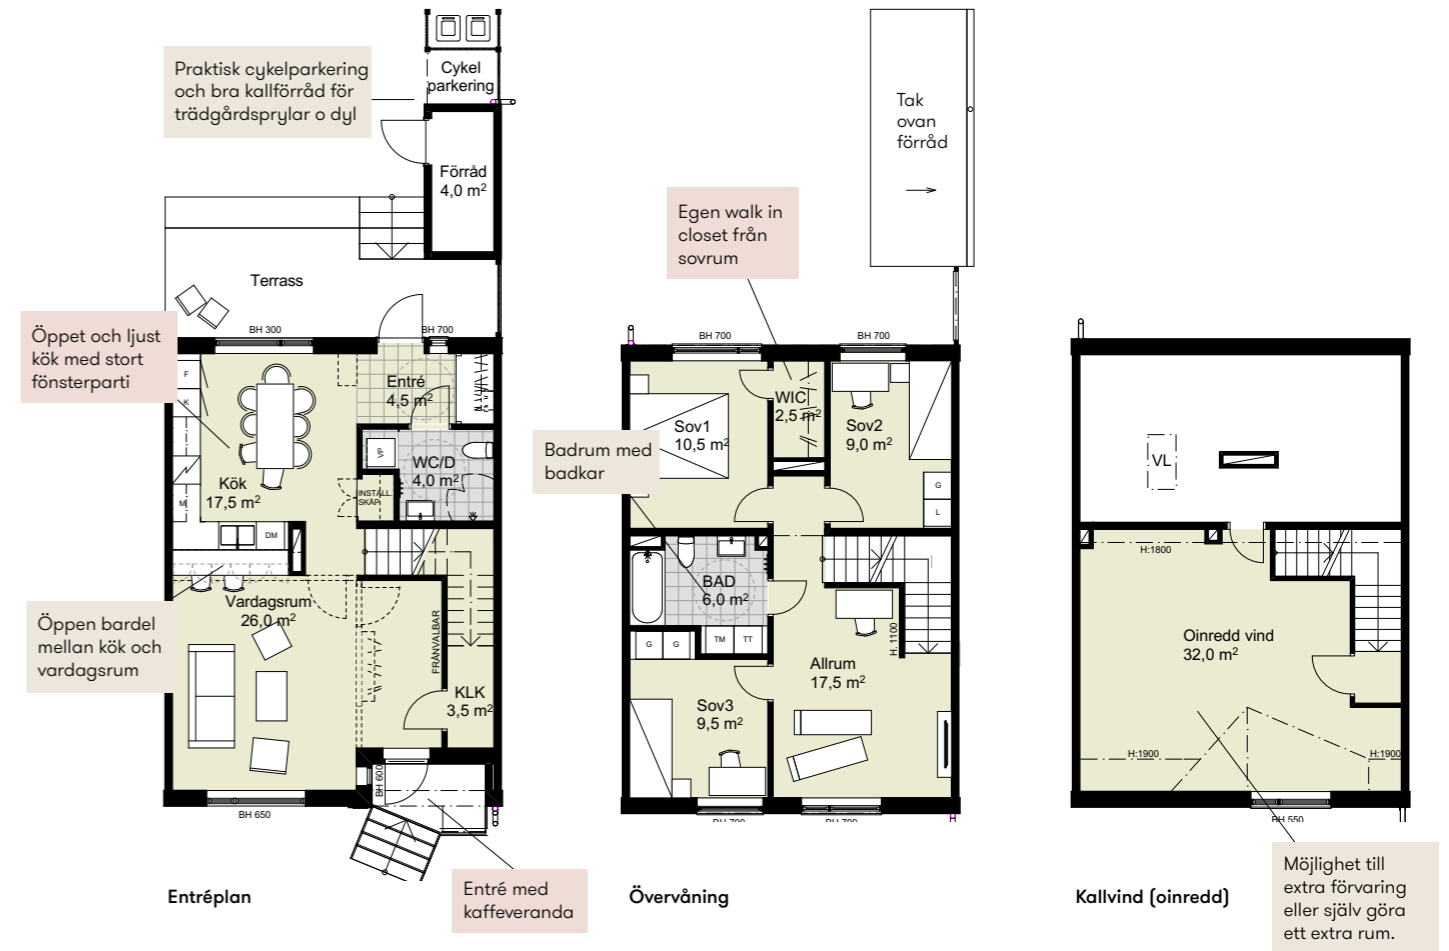 Cykel
parkering
Praktisk cykelparkering
och bra kallförråd för
trädgårdsprylar o dyl
Förråd
4,0 m²
Terrass
BH 300
BH 700
Öppet och ljust
kök med stort
fönsterparti
F
K
M
Entré
4,5 m²
VP
WC/D
4,0 m²
Kök
17,5 m²
INSTALL.
SKÅP
DM
Vardagsrum
26,0 m²
Öppen bardel
mellan kök och
vardagsrum
FRÅNVALBAR
KLK
3,5 m²
BH 600
BH 650
Entré med
kaffeveranda
Entréplan
Tak
ovan
förråd
Egen walk in
closet från
sovrum
BH 700
BH 700
WIC
2,5 m²
Sov1
10,5 m²
Sov2
9,0 m²
Badrum med
badkar
G
L
BAD
6,0 m²
G
G
TM
TT
H. 1100
Allrum
17,5 m²
Sov3
9,5 m²
BH 700
BH 700
Övervåning
VL
H:1800
Oinredd vind
32,0 m²
H:1900
H:1900
BH 550
Möjlighet till
extra förvaring
eller själv göra
ett extra rum.
Kallvind (oinredd)